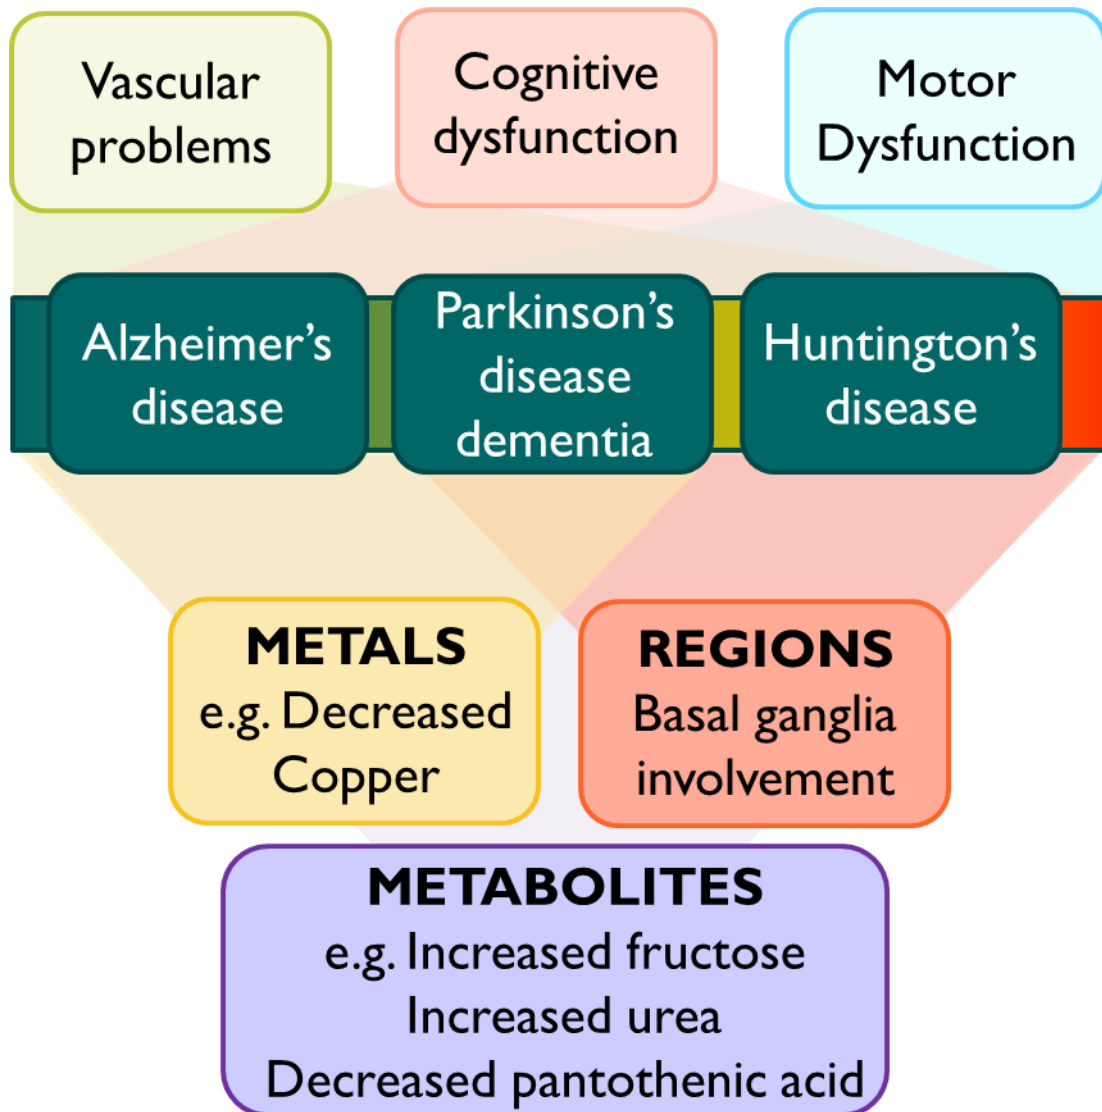 Vascular
problems
Cognitive
dysfunction
Motor
Dysfunction
Alzheimer's
disease
Parkinson's
disease
dementia
Huntington's
disease
METALS
e.g. Decreased
Copper
REGIONS
Basal ganglia
involvement
METABOLITES
e.g. Increased fructose
Increased urea
Decreased pantothenic acid